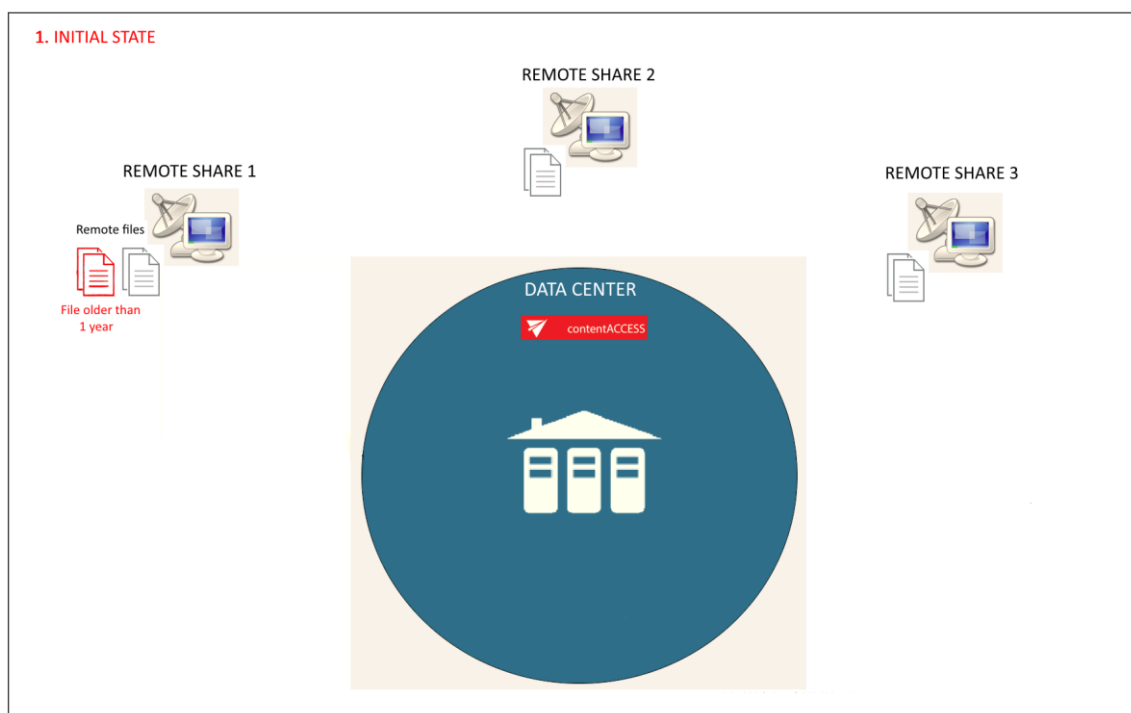 1. INITIAL STATE
REMOTE SHARE 2
REMOTE SHARE 1
REMOTE SHARE 3
Remote files
File older than
1 year
DATA CENTER
contentACCESS